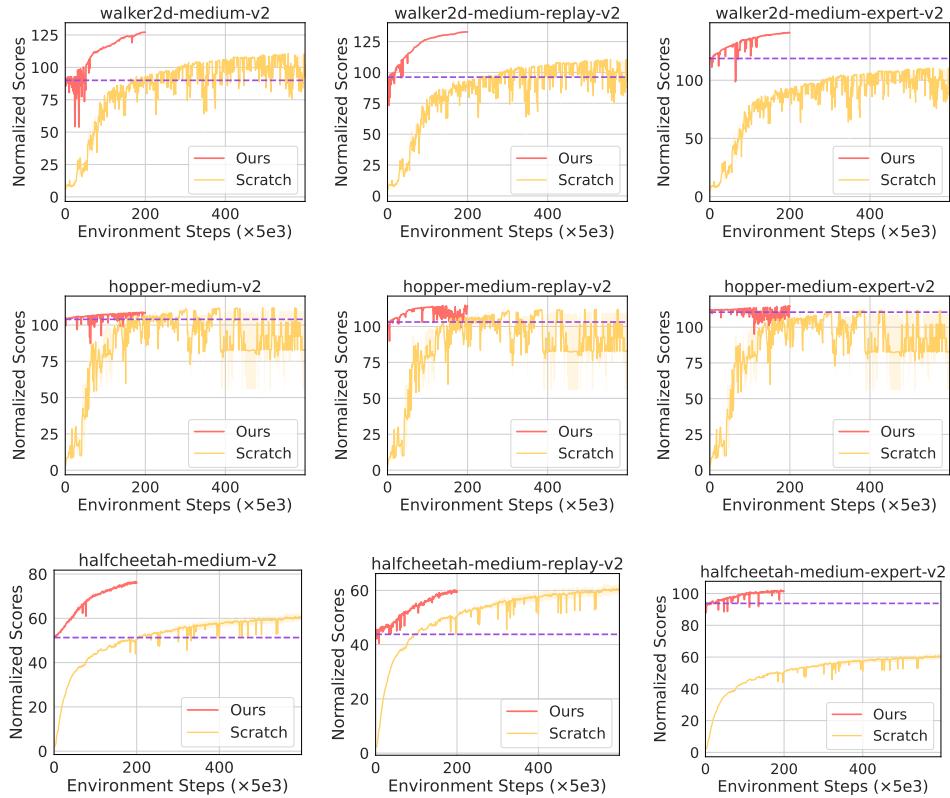 walker2d-medium-v2
Normalized Scores
125
100
75
50
25
0
0 200 400
Environment Steps (×5e3)
Ours
Scratch
walker2d-medium-replay-v2
Normalized Scores
125
100
75
50
25
0
0 200 400
Environment Steps (×5e3)
Ours
Scratch
walker2d-medium-expert-v2
Normalized Scores
100
50
0
0 200 400
Environment Steps (×5e3)
Ours
Scratch
hopper-medium-v2
Normalized Scores
100
75
50
25
0
0 200 400
Environment Steps (×5e3)
Ours
Scratch
hopper-medium-replay-v2
Normalized Scores
100
75
50
25
0
0 200 400
Environment Steps (×5e3)
Ours
Scratch
hopper-medium-expert-v2
Normalized Scores
100
75
50
25
0
0 200 400
Environment Steps (×5e3)
Ours
Scratch
halfcheetah-medium-v2
Normalized Scores
80
60
40
20
0
0 200 400
Environment Steps (×5e3)
Ours
Scratch
halfcheetah-medium-replay-v2
Normalized Scores
60
40
20
0
0 200 400
Environment Steps (×5e3)
Ours
Scratch
halfcheetah-medium-expert-v2
Normalized Scores
100
80
60
40
20
0
0 200 400
Environment Steps (×5e3)
Ours
Scratch